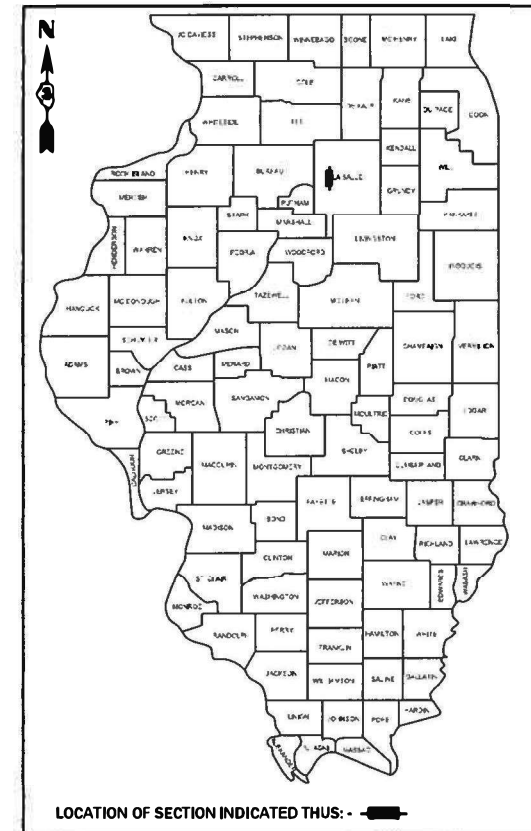 N
JO DAVIESS STEPHENSON WINNEBAGO BOONE MCHENRY LAKE
CARROLL OGLE
DEKALB KANE DU PAGE COOK
WHITESIDE LEE
KENDALL WILL
ROCK ISLAND HENRY BUREAU LA SALLE GRUNDY
MERCER PUTNAM
STARK MARSHALL KANKAKEE
HENDERSON WARREN KNOX PEORIA WOODFORD LIVINGSTON IROQUOIS
HANCOCK MCDONOUGH FULTON TAZEWELL MCLEAN FORD
SCHUYLER MASON LOGAN DEWITT CHAMPAIGN VERMILION
ADAMS BROWN CASS MENARD MACON PIATT
MORGAN SANGAMON DOUGLAS EDGAR
PIKE CHRISTIAN MOULTRIE COLES
GREENE MACOUPIN MONTGOMERY SHELBY CUMBERLAND CLARK
CALHOUN JERSEY FAYETTE EFFINGHAM JASPER CRAWFORD
MADISON BOND CLAY RICHLAND LAWRENCE
CLINTON MARION
ST CLAIR WAYNE EDWARDS WABASH
MONROE WASHINGTON JEFFERSON
RANDOLPH PERRY HAMILTON WHITE
FRANKLIN
JACKSON WILLIAMSON SALINE GALLATIN
UNION JOHNSON POPE HARDIN
MASSAC
LOCATION OF SECTION INDICATED THUS: -